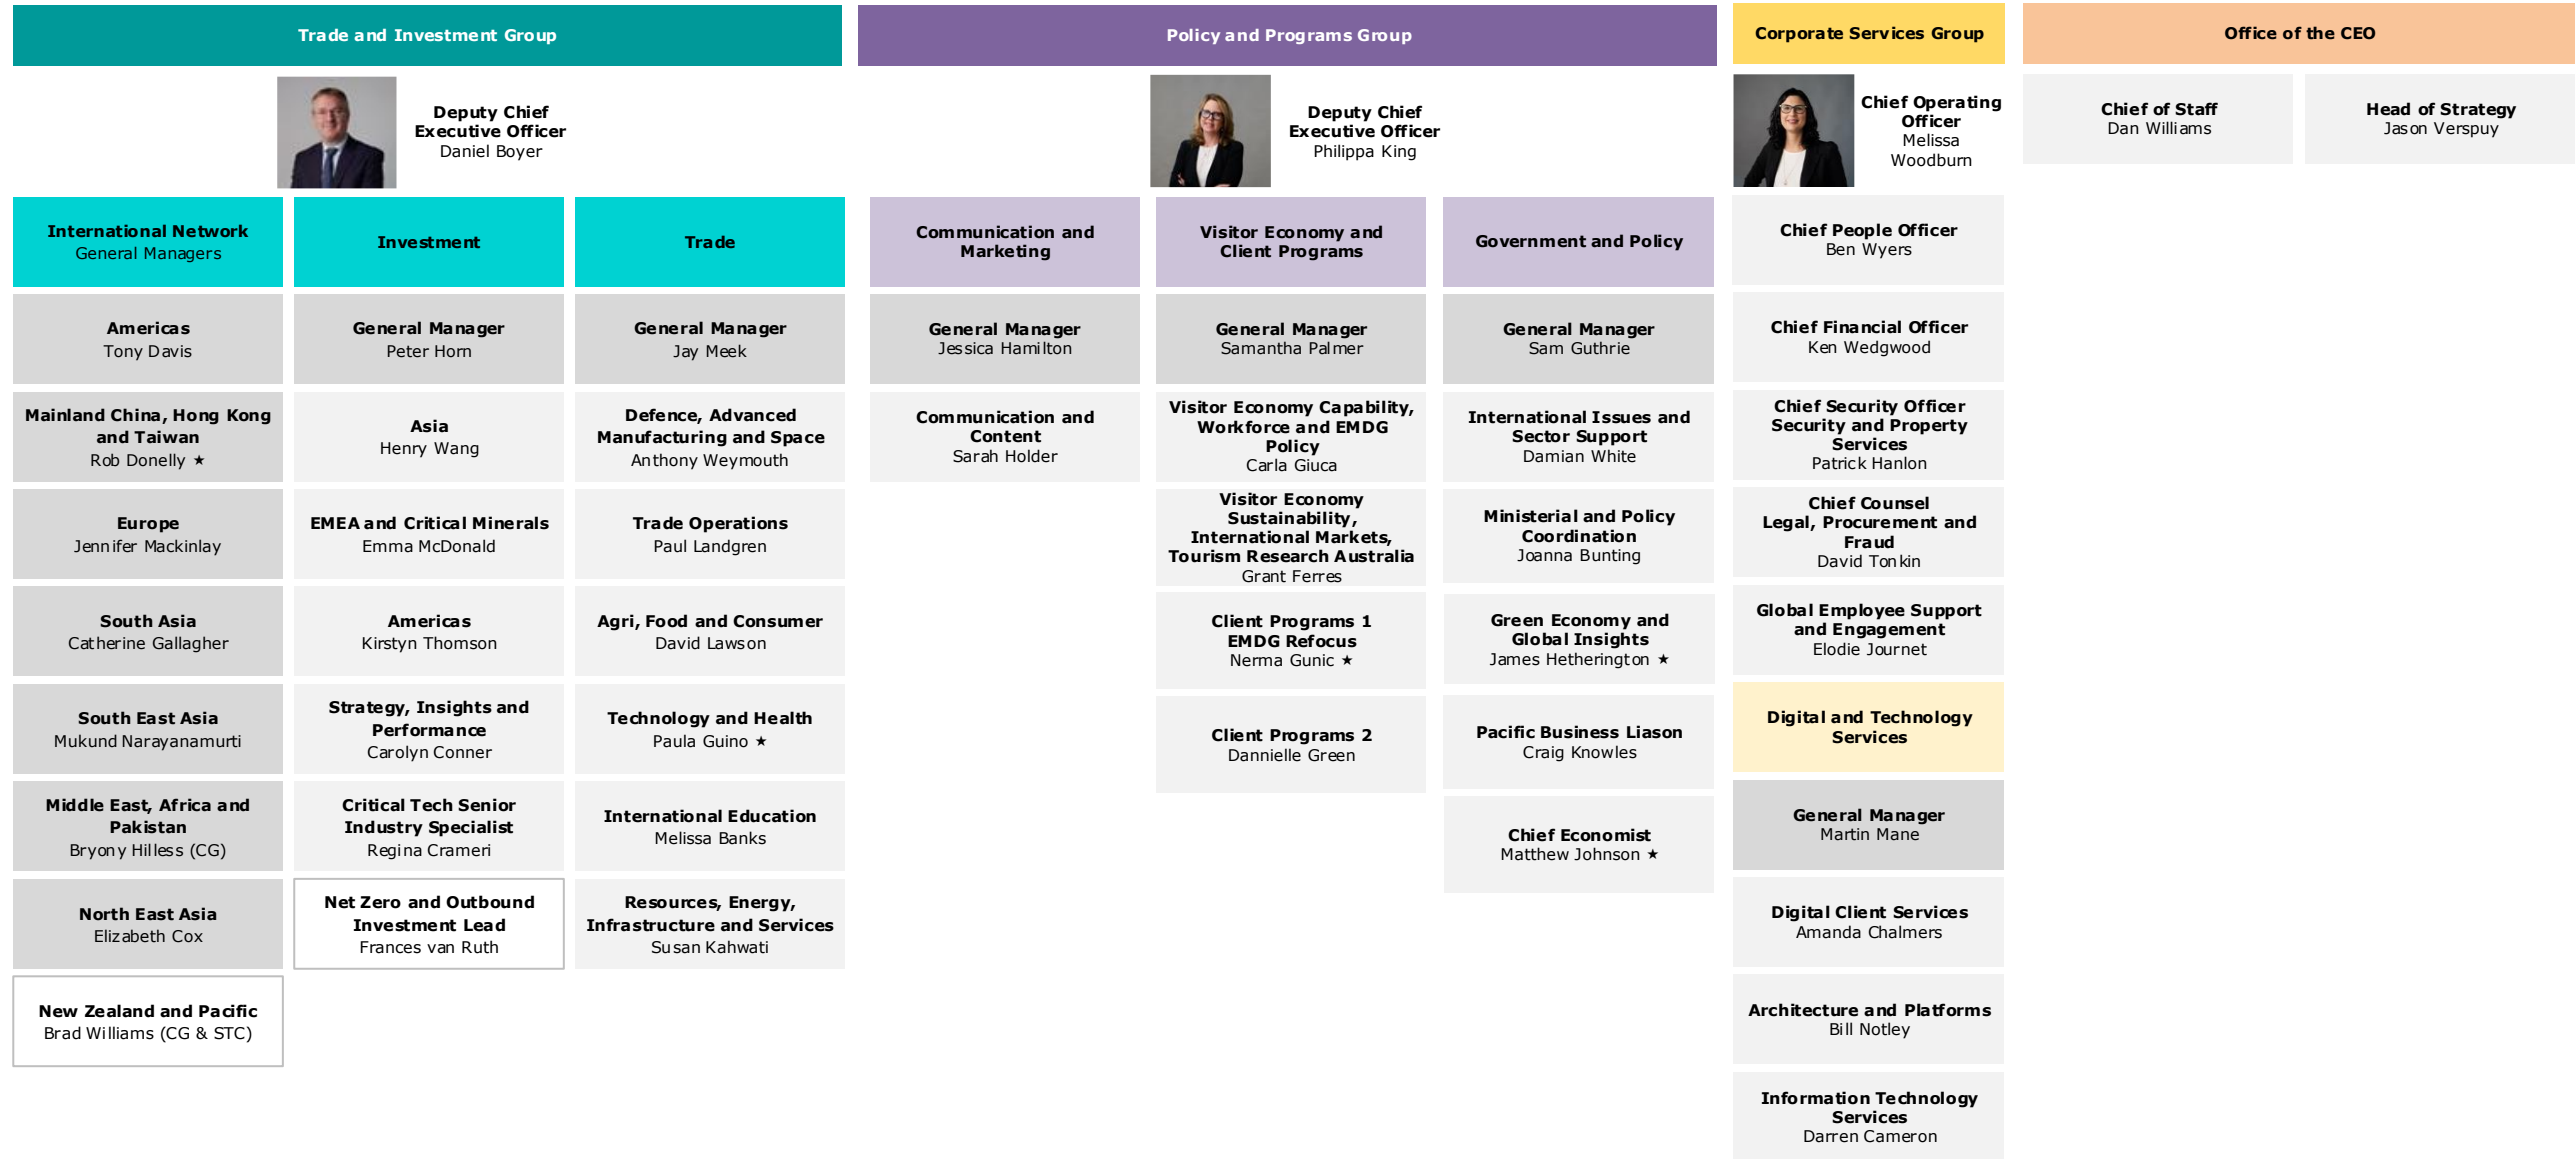 Trade and Investment Group
Deputy Chief
Executive Officer
Daniel Boyer
International Network
General Managers
Americas
Tony Davis
Mainland China, Hong Kong
and Taiwan
Rob Donelly ★
Europe
Jennifer Mackinlay
South Asia
Catherine Gallagher
South East Asia
Mukund Narayanamurti
Middle East, Africa and
Pakistan
Bryony Hilless (CG)
North East Asia
Elizabeth Cox
New Zealand and Pacific
Brad Williams (CG & STC)
Investment
General Manager
Peter Horn
Asia
Henry Wang
EMEA and Critical Minerals
Emma McDonald
Americas
Kirstyn Thomson
Strategy, Insights and
Performance
Carolyn Conner
Critical Tech Senior
Industry Specialist
Regina Crameri
Net Zero and Outbound
Investment Lead
Frances van Ruth
Trade
General Manager
Jay Meek
Defence, Advanced
Manufacturing and Space
Anthony Weymouth
Trade Operations
Paul Landgren
Agri, Food and Consumer
David Lawson
Technology and Health
Paula Guino ★
International Education
Melissa Banks
Resources, Energy,
Infrastructure and Services
Susan Kahwati
Policy and Programs Group
Deputy Chief
Executive Officer
Philippa King
Communication and
Marketing
General Manager
Jessica Hamilton
Communication and
Content
Sarah Holder
Visitor Economy and
Client Programs
General Manager
Samantha Palmer
Visitor Economy Capability,
Workforce and EMDG
Policy
Carla Giuca
Visitor Economy
Sustainability,
International Markets,
Tourism Research Australia
Grant Ferres
Client Programs 1
EMDG Refocus
Nerma Gunic ★
Client Programs 2
Dannielle Green
Government and Policy
General Manager
Sam Guthrie
International Issues and
Sector Support
Damian White
Ministerial and Policy
Coordination
Joanna Bunting
Green Economy and
Global Insights
James Hetherington ★
Pacific Business Liason
Craig Knowles
Chief Economist
Matthew Johnson ★
Corporate Services Group
Chief Operating
Officer
Melissa
Woodburn
Chief People Officer
Ben Wyers
Chief Financial Officer
Ken Wedgwood
Chief Security Officer
Security and Property
Services
Patrick Hanlon
Chief Counsel
Legal, Procurement and
Fraud
David Tonkin
Global Employee Support
and Engagement
Elodie Journet
Digital and Technology
Services
General Manager
Martin Mane
Digital Client Services
Amanda Chalmers
Architecture and Platforms
Bill Notley
Information Technology
Services
Darren Cameron
Office of the CEO
Chief of Staff
Dan Williams
Head of Strategy
Jason Verspuy